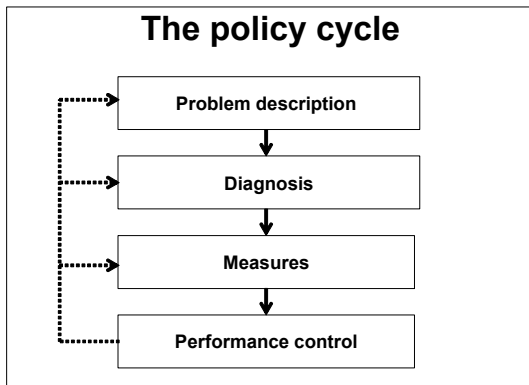 The policy cycle
Problem description
Diagnosis
Measures
Performance control